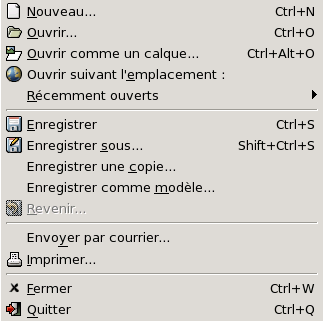 Nouveau... Ctrl+N
Ouvrir... Ctrl+O
Ouvrir comme un calque... Ctrl+Alt+O
Ouvrir suivant l'emplacement :
Récemment ouverts
Enregistrer Ctrl+S
Enregistrer sous... Shift+Ctrl+S
Enregistrer une copie...
Enregistrer comme modèle...
Revenir...
Envoyer par courrier...
Imprimer...
Fermer Ctrl+W
Quitter Ctrl+Q